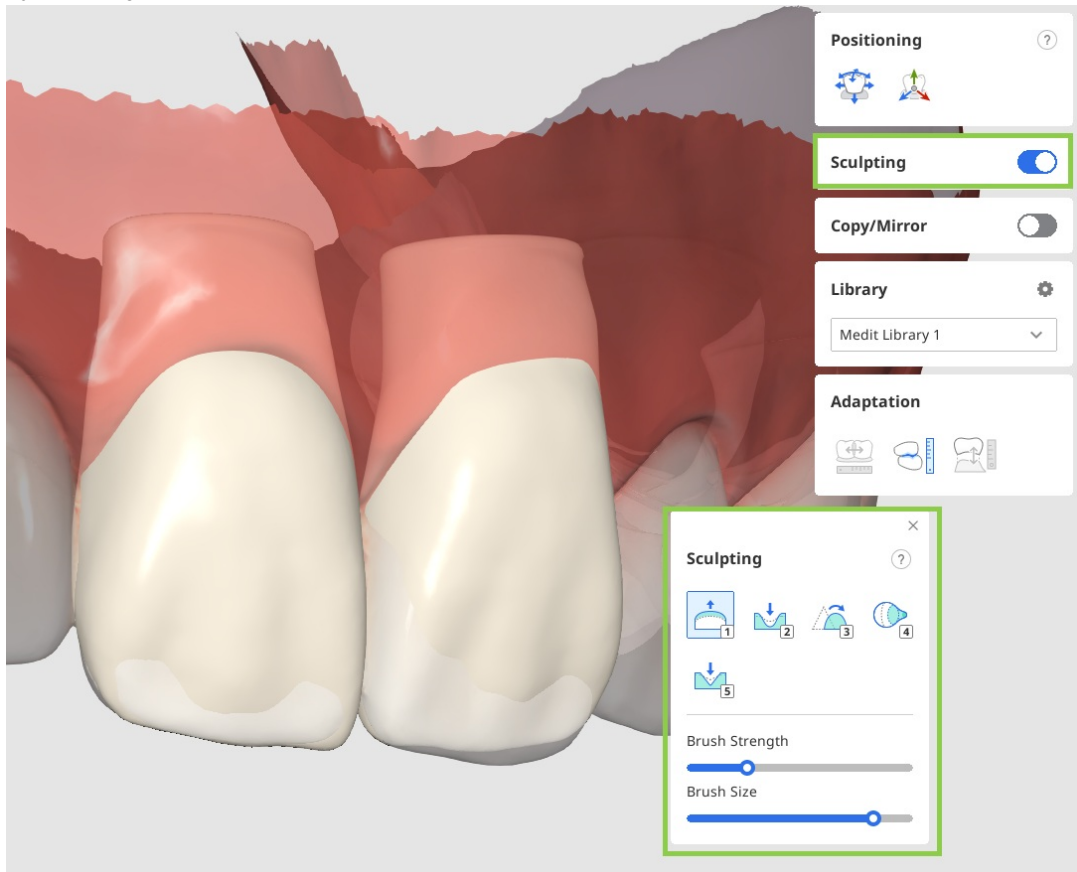 Positioning
?
Sculpting
Copy/Mirror
Library
Medit Library 1
Adaptation
Sculpting
?
1
2
3
4
5
Brush Strength
Brush Size